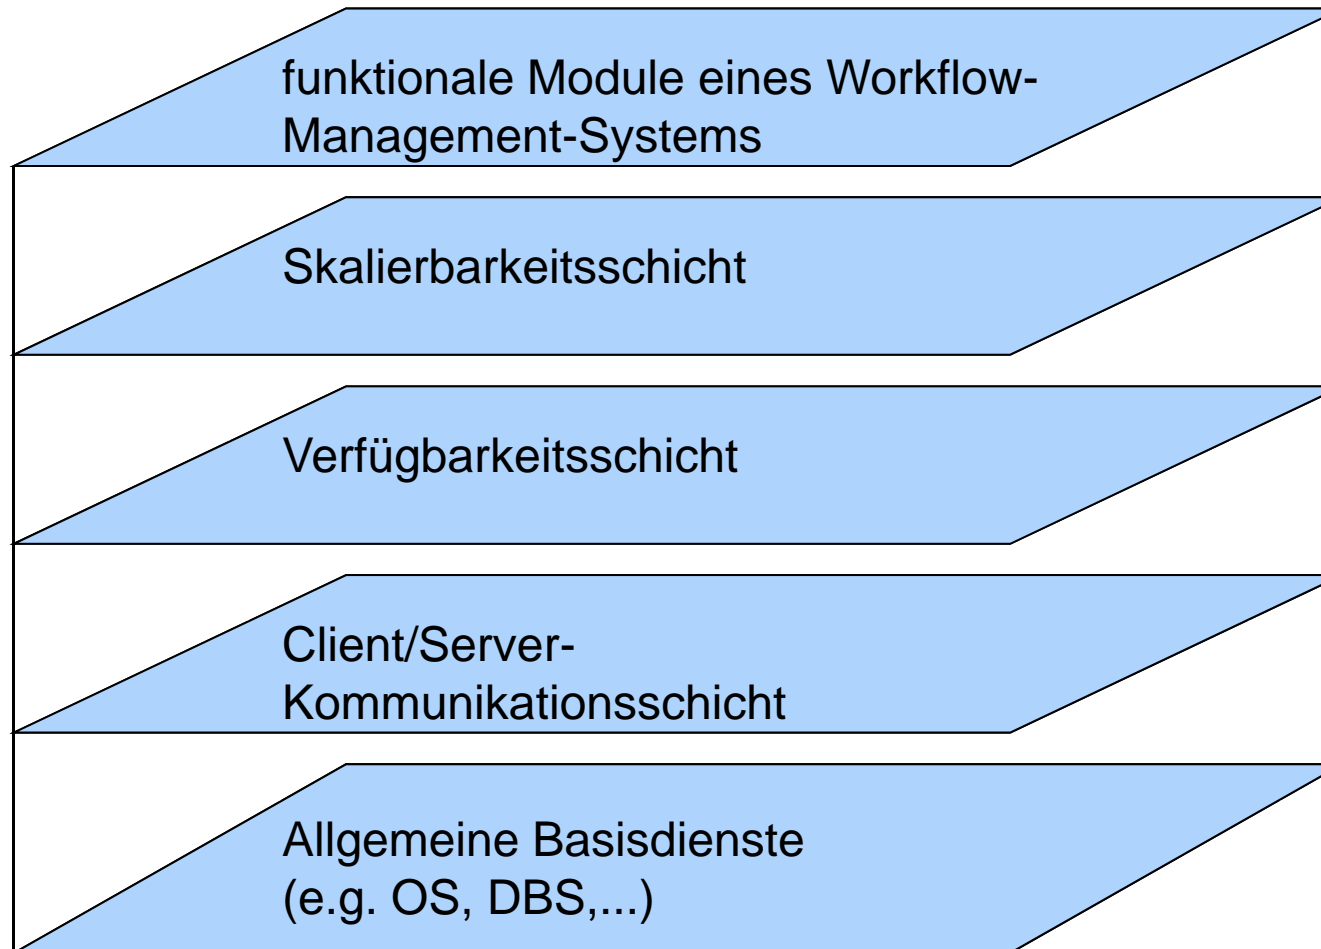 funktionale Module eines Workflow-
Management-Systems
Skalierbarkeitsschicht
Verfügbarkeitsschicht
Client/Server-
Kommunikationsschicht
Allgemeine Basisdienste
(e.g. OS, DBS,...)